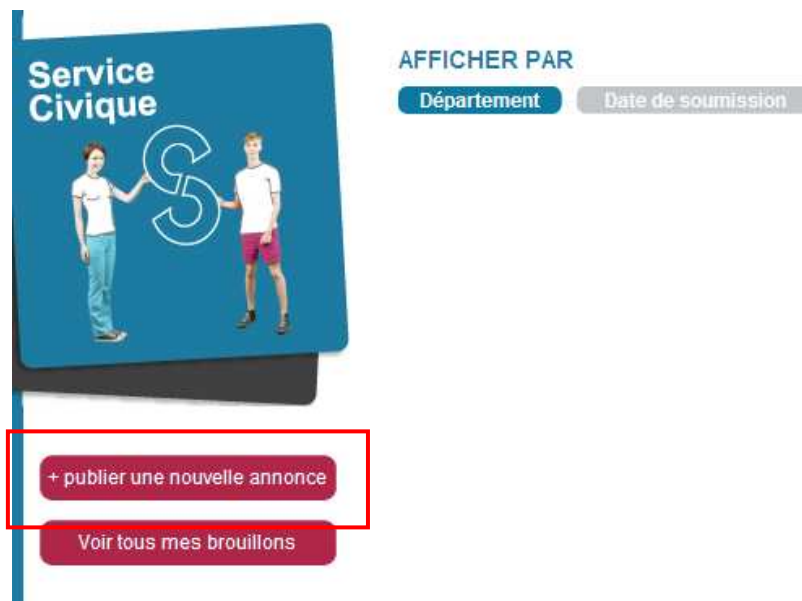 Service
Civique
AFFICHER PAR
Département
Date de soumission
+ publier une nouvelle annonce
Voir tous mes brouillons